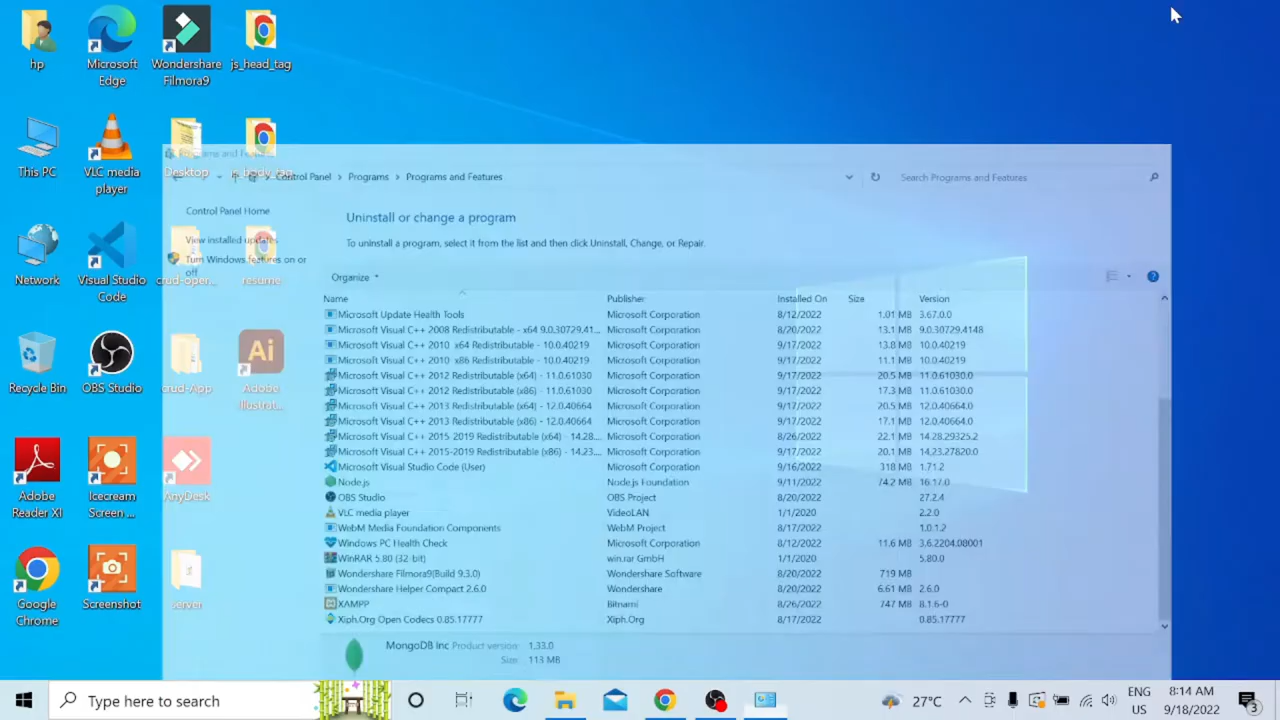 hp
Microsoft
Edge
Wondershare
Filmora9
js_head_tag
This PC
VLC media
player
Desktop
Network
Visual Studio
Code
crud-oper...
resume
Recycle Bin
OBS Studio
crud-App
Adobe
Illustrat...
Adobe
Reader XI
Icecream
Screen ...
AnyDesk
Google
Chrome
Screenshot
server
Programs and Features
Control Panel > Programs > Programs and Features
Search Programs and Features
Control Panel Home
View installed updates
Turn Windows features on or
off
Uninstall or change a program
To uninstall a program, select it from the list and then click Uninstall, Change, or Repair.
Organize
Name Publisher Installed On Size Version
Microsoft Update Health Tools Microsoft Corporation 8/12/2022 1.01 MB 3.67.0.0
Microsoft Visual C++ 2008 Redistributable - x64 9.0.30729.41... Microsoft Corporation 8/20/2022 13.1 MB 9.0.30729.4148
Microsoft Visual C++ 2010 x64 Redistributable - 10.0.40219 Microsoft Corporation 9/17/2022 13.8 MB 10.0.40219
Microsoft Visual C++ 2010 x86 Redistributable - 10.0.40219 Microsoft Corporation 9/17/2022 11.1 MB 10.0.40219
Microsoft Visual C++ 2012 Redistributable (x64) - 11.0.61030 Microsoft Corporation 9/17/2022 20.5 MB 11.0.61030.0
Microsoft Visual C++ 2012 Redistributable (x86) - 11.0.61030 Microsoft Corporation 9/17/2022 17.3 MB 11.0.61030.0
Microsoft Visual C++ 2013 Redistributable (x64) - 12.0.40664 Microsoft Corporation 9/17/2022 20.5 MB 12.0.40664.0
Microsoft Visual C++ 2013 Redistributable (x86) - 12.0.40664 Microsoft Corporation 9/17/2022 17.1 MB 12.0.40664.0
Microsoft Visual C++ 2015-2019 Redistributable (x64) - 14.28.... Microsoft Corporation 8/26/2022 22.1 MB 14.28.29325.2
Microsoft Visual C++ 2015-2019 Redistributable (x86) - 14.23.... Microsoft Corporation 9/17/2022 20.1 MB 14.23.27820.0
Microsoft Visual Studio Code (User) Microsoft Corporation 9/16/2022 318 MB 1.71.2
Node.js Node.js Foundation 9/11/2022 74.2 MB 16.17.0
OBS Studio OBS Project 8/20/2022 27.2.4
VLC media player VideoLAN 1/1/2020 2.2.0
WebM Media Foundation Components WebM Project 8/17/2022 1.0.1.2
Windows PC Health Check Microsoft Corporation 8/12/2022 11.6 MB 3.6.2204.08001
WinRAR 5.80 (32-bit) win.rar GmbH 1/1/2020 5.80.0
Wondershare Filmora9(Build 9.3.0) Wondershare Software 8/20/2022 719 MB
Wondershare Helper Compact 2.6.0 Wondershare 8/20/2022 6.61 MB 2.6.0
XAMPP Bitnami 8/26/2022 747 MB 8.1.6-0
Xiph.Org Open Codecs 0.85.17777 Xiph.Org 8/17/2022 0.85.17777
MongoDB Inc Product version: 1.33.0
Size: 113 MB
Type here to search
27°C
ENG
US
8:14 AM
9/18/2022
3